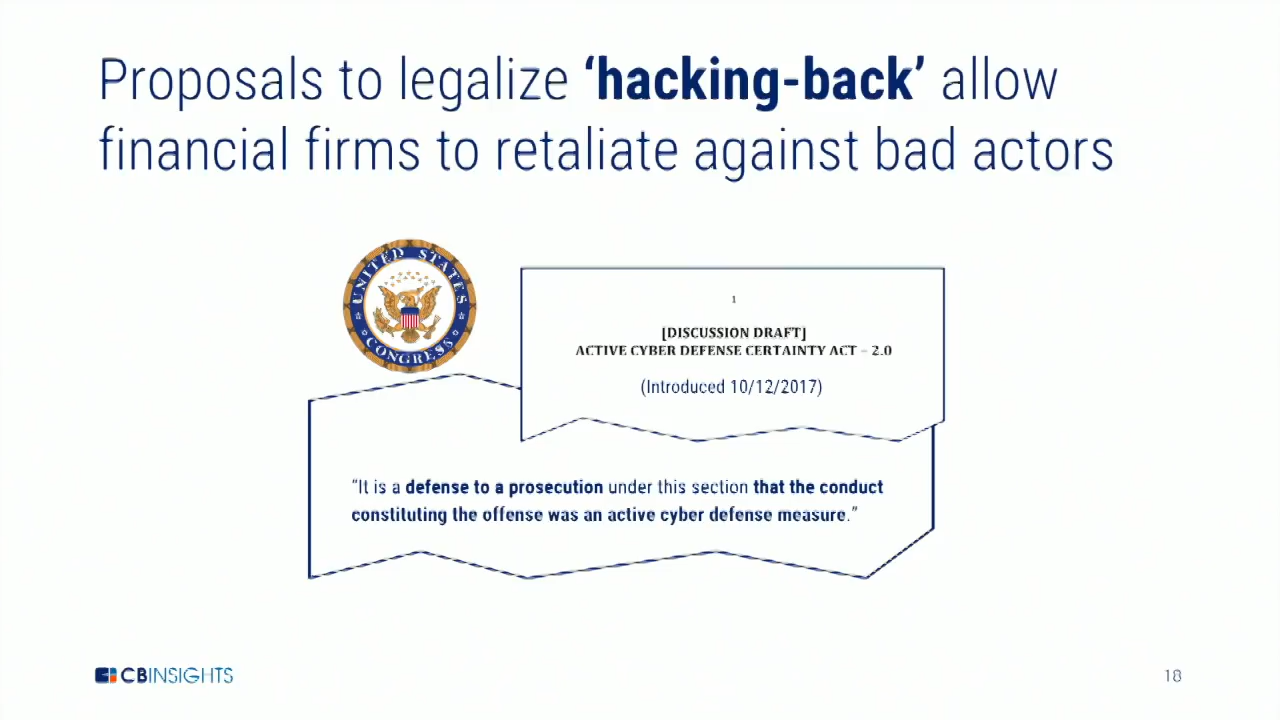 Proposals to legalize ‘hacking-back’ allow
financial firms to retaliate against bad actors
UNITED STATES
CONGRESS
1
[DISCUSSION DRAFT]
ACTIVE CYBER DEFENSE CERTAINTY ACT – 2.0
(Introduced 10/12/2017)
“It is a defense to a prosecution under this section that the conduct
constituting the offense was an active cyber defense measure.”
CBINSIGHTS
18